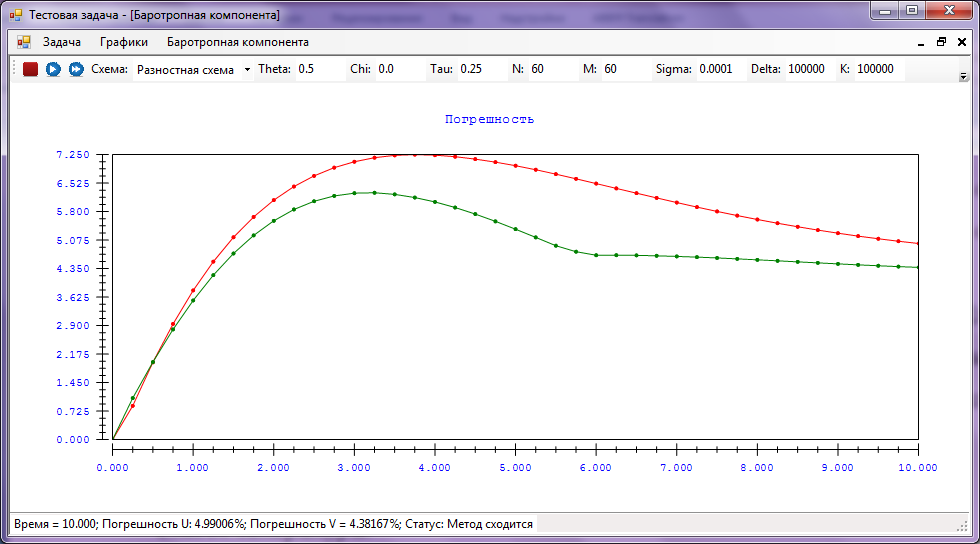 Тестовая задача - [Баротропная компонента]
Задача Графики Баротропная компонента
Схема: Разностная схема Theta: 0.5 Chi: 0.0 Tau: 0.25 N: 60 M: 60 Sigma: 0.0001 Delta: 100000 K: 100000
Погрешность
7.250
6.525
5.800
5.075
4.350
3.625
2.900
2.175
1.450
0.725
0.000
0.000 1.000 2.000 3.000 4.000 5.000 6.000 7.000 8.000 9.000 10.000
Время = 10.000; Погрешность U: 4.99006%; Погрешность V = 4.38167%; Статус: Метод сходится